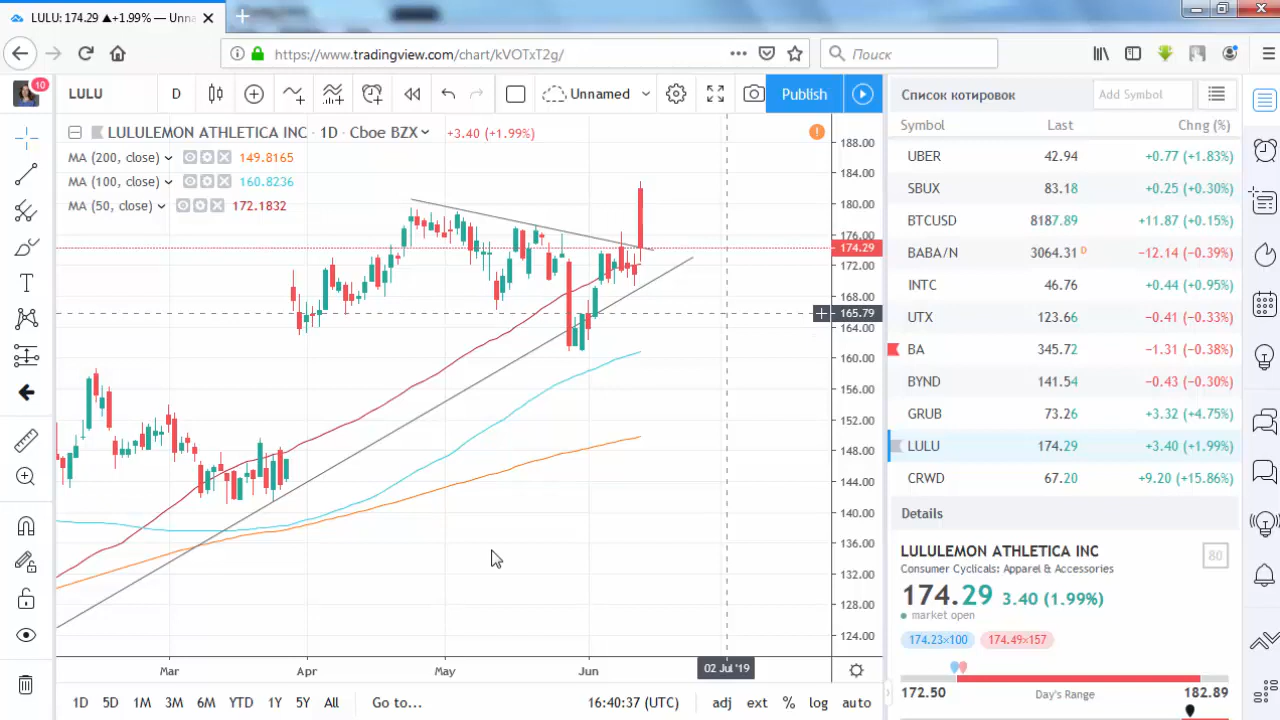 LULU: 174.29 ▲+1.99% — Unna
https://www.tradingview.com/chart/kVOTxT2g/
Поиск
10
LULU D Unnamed Publish
LULULEMON ATHLETICA INC · 1D · Cboe BZX +3.40 (+1.99%)
MA (200, close) 149.8165
MA (100, close) 160.8236
MA (50, close) 172.1832
188.00
184.00
180.00
176.00
174.29
172.00
168.00
165.79
164.00
160.00
156.00
152.00
148.00
144.00
140.00
136.00
132.00
128.00
124.00
Mar Apr May Jun 02 Jul '19
1D 5D 1M 3M 6M YTD 1Y 5Y All Go to... 16:40:37 (UTC) adj ext % log auto
Список котировок Add Symbol
Symbol Last Chng (%)
UBER 42.94 +0.77 (+1.83%)
SBUX 83.18 +0.25 (+0.30%)
BTCUSD 8187.89 +11.87 (+0.15%)
BABA/N 3064.31 D −12.14 (−0.39%)
INTC 46.76 +0.44 (+0.95%)
UTX 123.66 −0.41 (−0.33%)
BA 345.72 −1.31 (−0.38%)
BYND 141.54 −0.43 (−0.30%)
GRUB 73.26 +3.32 (+4.75%)
LULU 174.29 +3.40 (+1.99%)
CRWD 67.20 +9.20 (+15.86%)
Details
LULULEMON ATHLETICA INC 80
Consumer Cyclicals: Apparel & Accessories
174.29 3.40 (1.99%)
market open
174.23×100 174.49×157
172.50 Day's Range 182.89